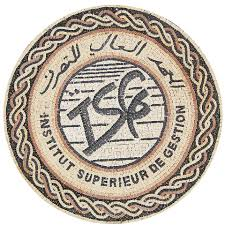 المعهد العالي للتصرف
ISG
INSTITUT SUPERIEUR DE GESTION